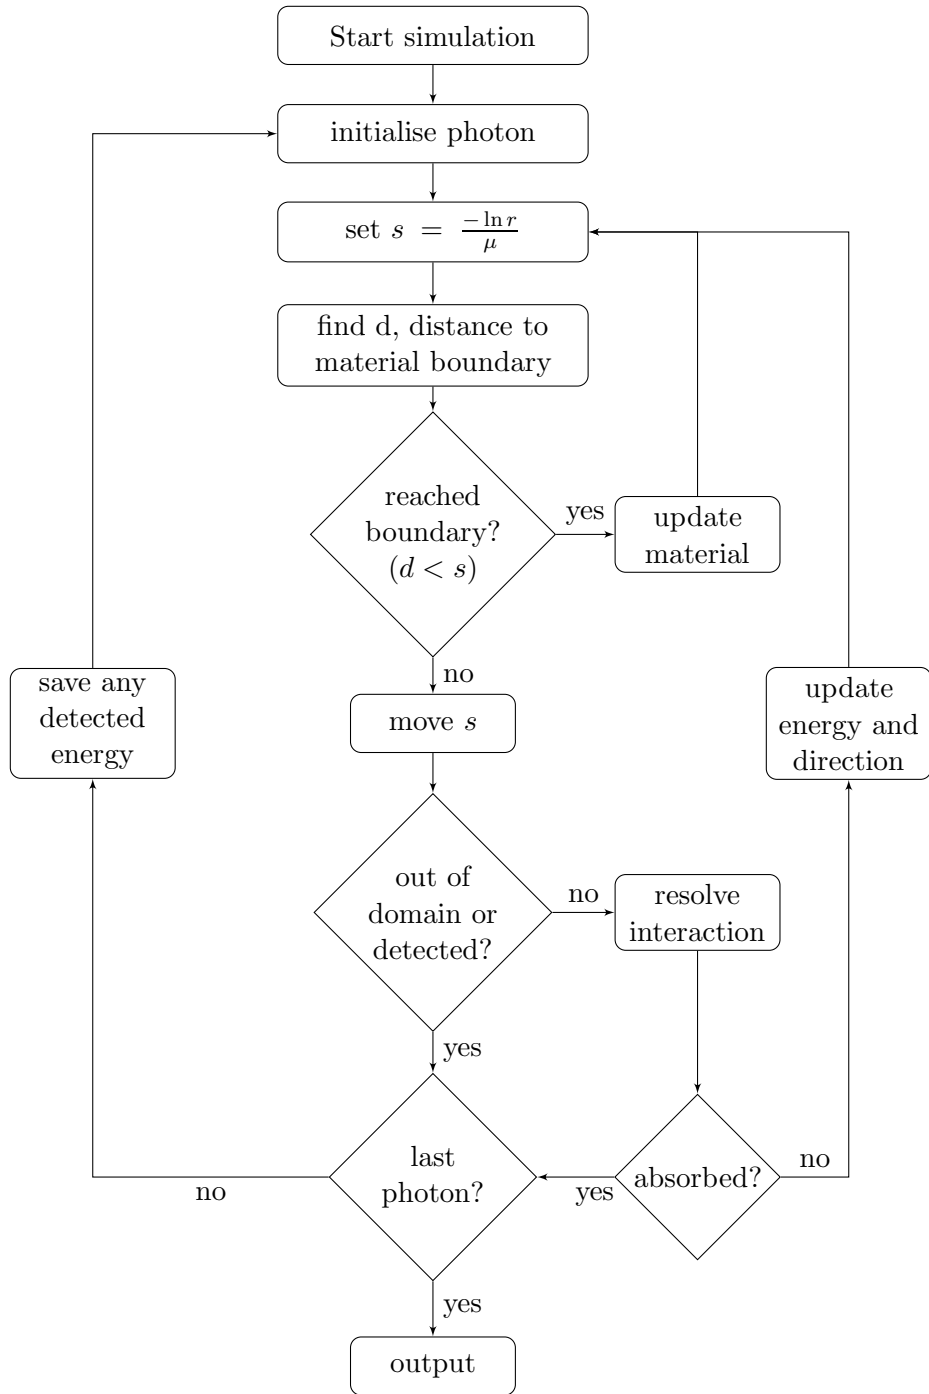 Start simulation
initialise photon
set s = \frac{-\ln r}{\mu}
find d, distance to
material boundary
reached
boundary?
(d < s)
yes
update
material
no
save any
detected
energy
move s
update
energy and
direction
out of
domain or
detected?
no
resolve
interaction
yes
last
photon?
no
absorbed?
yes
no
yes
output